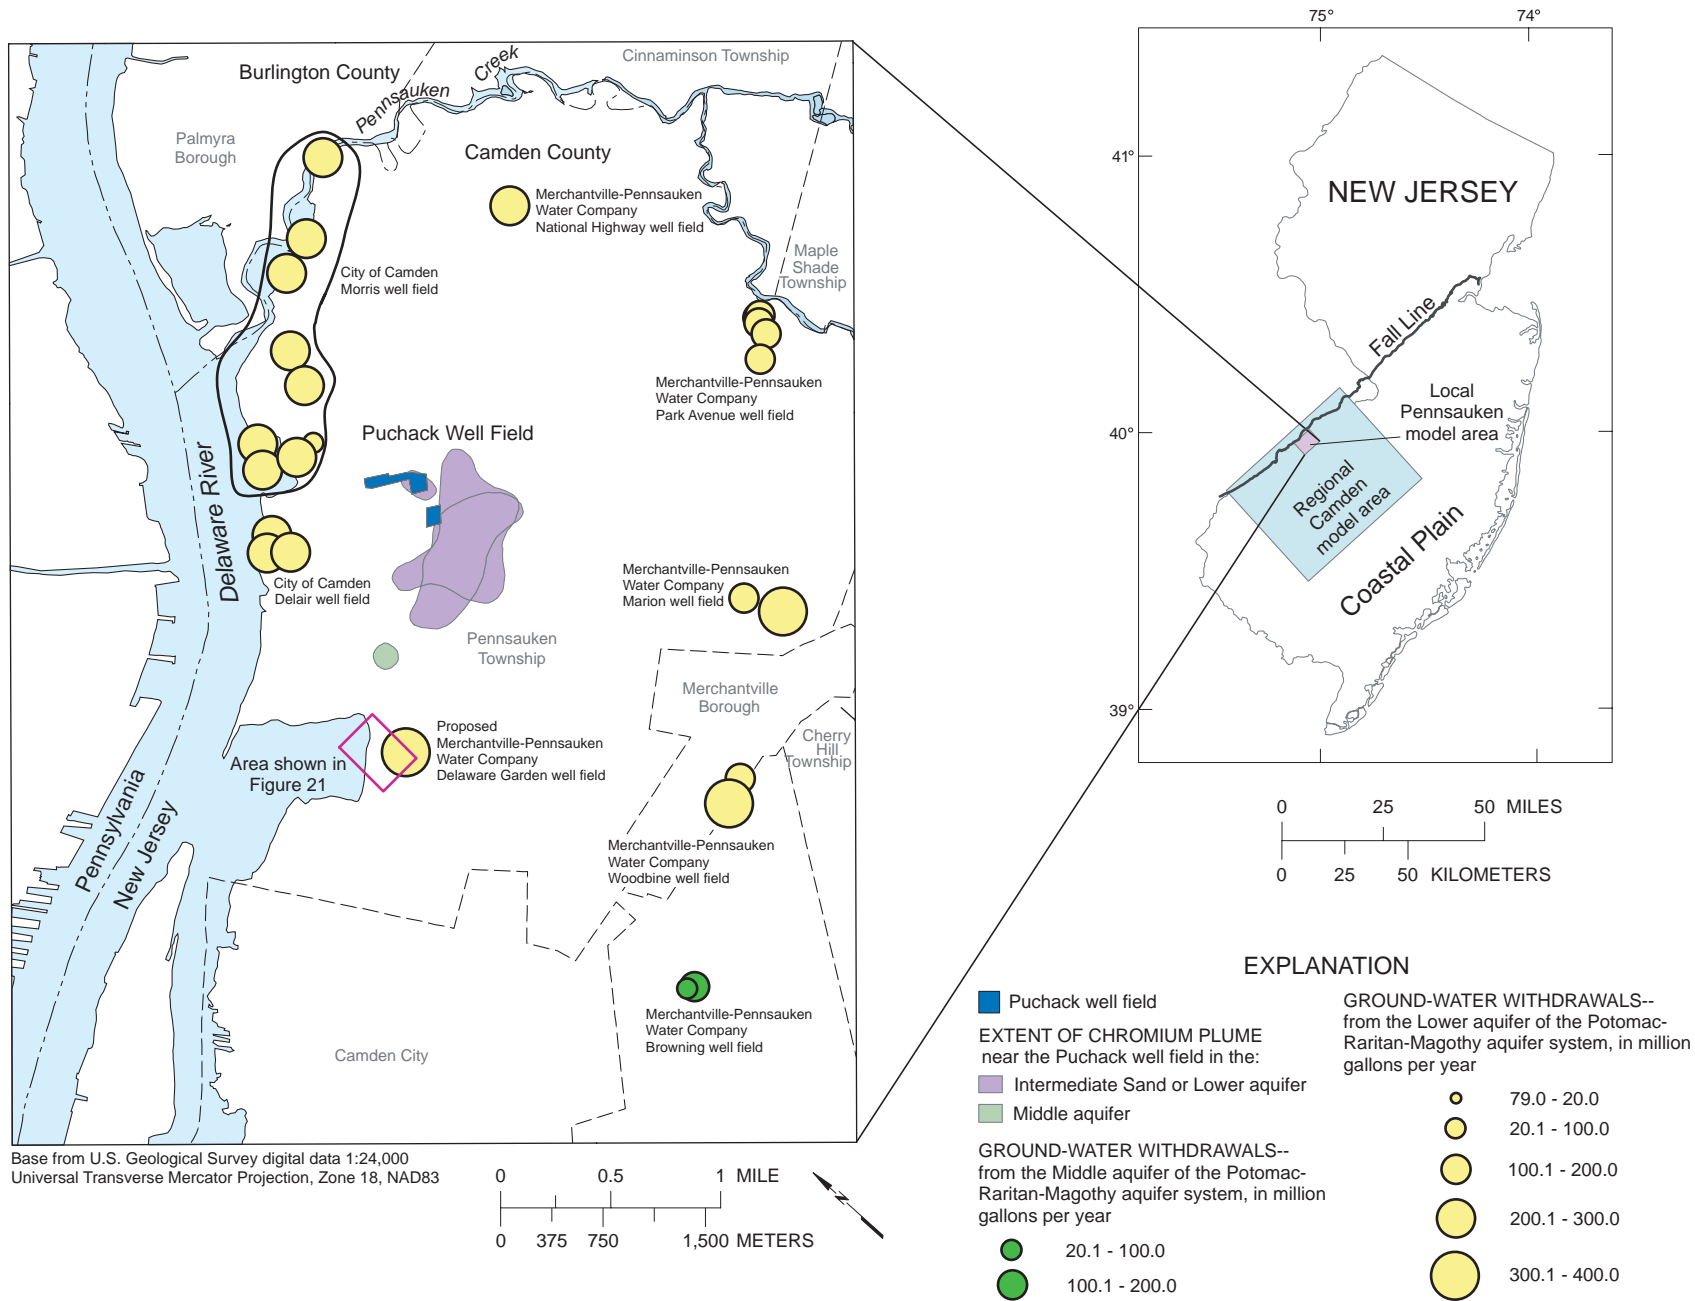 Burlington County
Pennsauken
Creek
Cinnaminson Township
Palmyra
Borough
Camden County
Merchantville-Pennsauken
Water Company
National Highway well field
Maple
Shade
Township
City of Camden
Morris well field
Merchantville-Pennsauken
Water Company
Park Avenue well field
Puchack Well Field
Delaware River
City of Camden
Delair well field
Merchantville-Pennsauken
Water Company
Marion well field
Pennsauken
Township
Merchantville
Borough
Cherry
Hill
Township
Proposed
Merchantville-Pennsauken
Water Company
Delaware Garden well field
Area shown in
Figure 21
Pennsylvania
New Jersey
Merchantville-Pennsauken
Water Company
Woodbine well field
Merchantville-Pennsauken
Water Company
Browning well field
Camden City
Base from U.S. Geological Survey digital data 1:24,000
Universal Transverse Mercator Projection, Zone 18, NAD83
0 0.5 1 MILE
0 375 750 1,500 METERS
N
75° 74°
41°
40°
39°
NEW JERSEY
Fall Line
Local
Pennsauken
model area
Regional
Camden
model area
Coastal Plain
0 25 50 MILES
0 25 50 KILOMETERS
EXPLANATION
Puchack well field
EXTENT OF CHROMIUM PLUME
near the Puchack well field in the:
Intermediate Sand or Lower aquifer
Middle aquifer
GROUND-WATER WITHDRAWALS--
from the Middle aquifer of the Potomac-
Raritan-Magothy aquifer system, in million
gallons per year
20.1 - 100.0
100.1 - 200.0
GROUND-WATER WITHDRAWALS--
from the Lower aquifer of the Potomac-
Raritan-Magothy aquifer system, in million
gallons per year
79.0 - 20.0
20.1 - 100.0
100.1 - 200.0
200.1 - 300.0
300.1 - 400.0